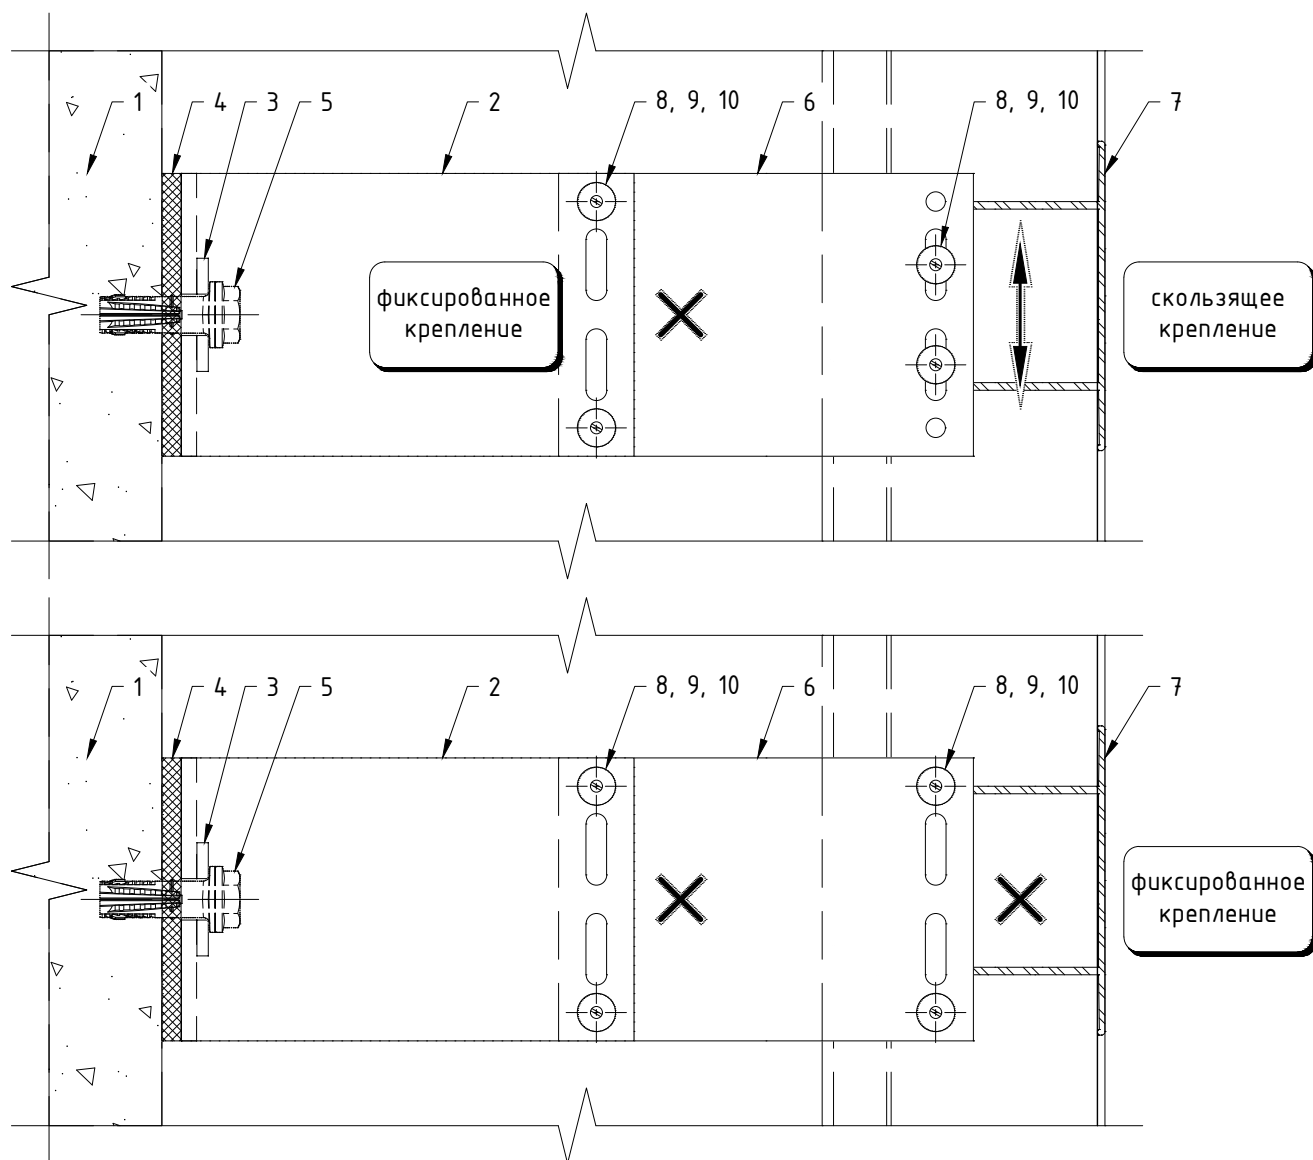 1
4
3
5
2
8, 9, 10
6
8, 9, 10
7
фиксированное
крепление
скользящее
крепление
1
4
3
5
2
8, 9, 10
6
8, 9, 10
7
фиксированное
крепление